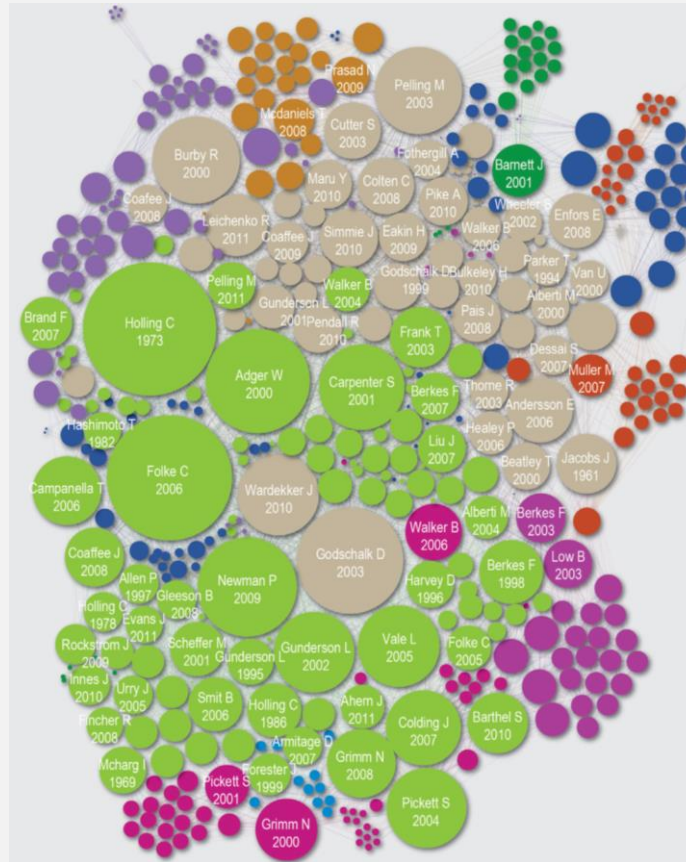 Prasad N
2009
Pelling M
2003
Mcdaniels T
2008
Cutter S
2003
Burby R
2000
Fothergill A
2004
Barnett J
2001
Maru Y
2010
Colten C
2008
Pike A
2010
Coafee J
2008
Wheeler S
2002
Enfors E
2008
Leichenko R
2011
Coaffee J
2009
Simmie J
2010
Eakin H
2009
Walker B
2006
Parker T
1994
Van U
2000
Pelling M
2011
Walker B
2004
Godschalk D
1999
Bulkeley H
2010
Alberti M
2000
Brand F
2007
Holling C
1973
Gunderson L
2001
Pendall R
2010
Frank T
2003
Pais J
2008
Dessai S
2007
Muller M
2007
Adger W
2000
Carpenter S
2001
Berkes F
2007
Thorne R
2003
Andersson E
2006
Hashimoto T
1982
Liu J
2007
Healey P
2006
Beatley T
2000
Jacobs J
1961
Folke C
2006
Campanella T
2006
Wardekker J
2010
Walker B
2006
Alberti M
2004
Berkes F
2003
Coaffee J
2008
Godschalk D
2003
Low B
2003
Allen P
1997
Gleeson B
2008
Newman P
2009
Harvey D
1996
Berkes F
1998
Holling C
1978
Evans J
2011
Rockstrom J
2009
Scheffer M
2001
Gunderson L
1995
Gunderson L
2002
Vale L
2005
Folke C
2005
Innes J
2010
Urry J
2005
Smit B
2006
Holling C
1986
Ahern J
2011
Colding J
2007
Barthel S
2010
Fincher R
2008
Armitage D
2007
Grimm N
2008
Mcharg I
1969
Pickett S
2001
Forester J
1999
Pickett S
2004
Grimm N
2000